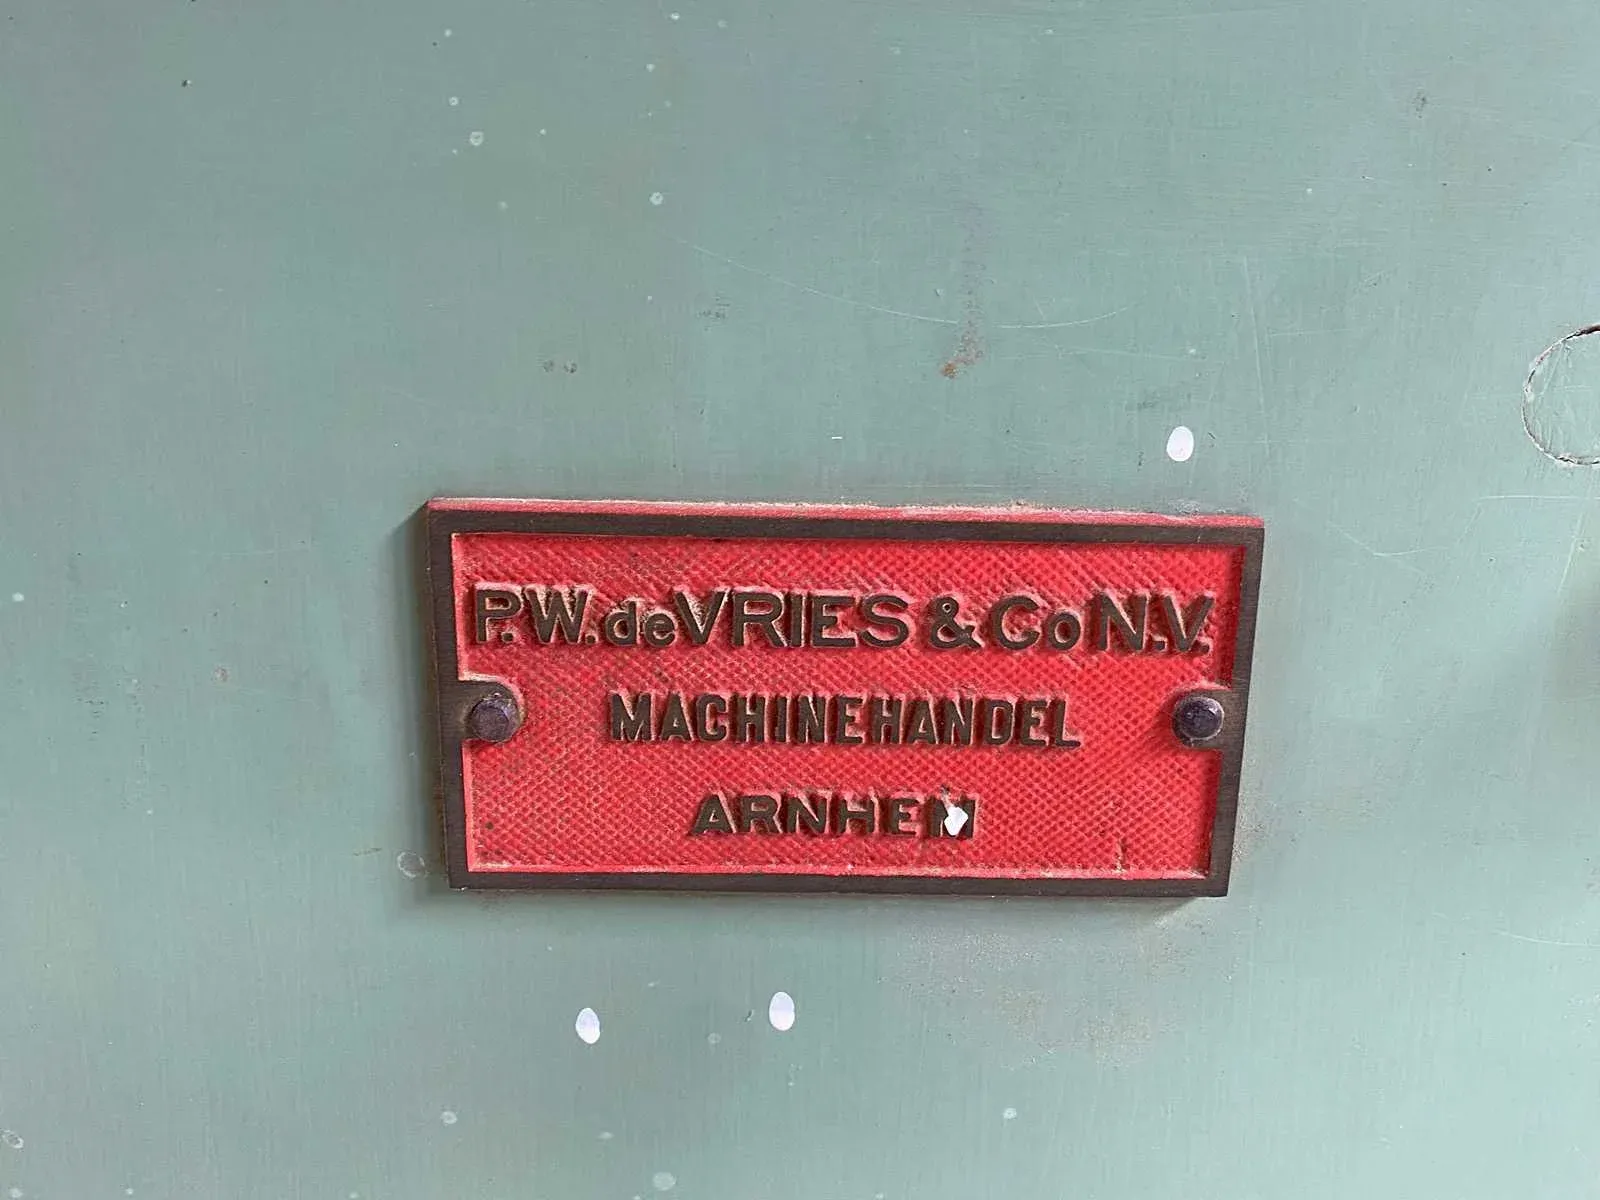 P.W. de VRIES & Co N.V.
MACHINEHANDEL
ARNHEM